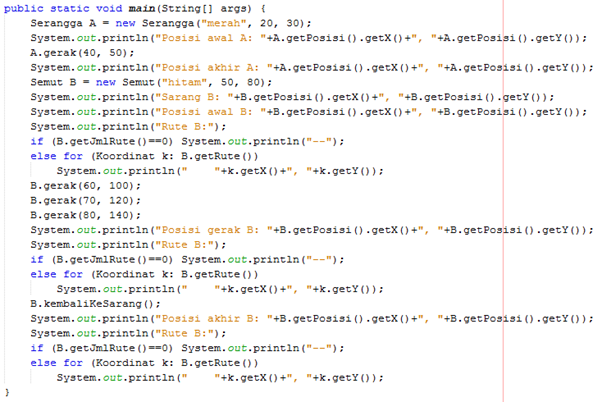 public static void main(String[] args) {
    Serangga A = new Serangga("merah", 20, 30);
    System.out.println("Posisi awal A: "+A.getPosisi().getX()+", "+A.getPosisi().getY());
    A.gerak(40, 50);
    System.out.println("Posisi akhir A: "+A.getPosisi().getX()+", "+A.getPosisi().getY());
    Semut B = new Semut("hitam", 50, 80);
    System.out.println("Sarang B: "+B.getPosisi().getX()+", "+B.getPosisi().getY());
    System.out.println("Posisi awal B: "+B.getPosisi().getX()+", "+B.getPosisi().getY());
    System.out.println("Rute B:");
    if (B.getJmlRute()==0) System.out.println("--");
    else for (Koordinat k: B.getRute())
        System.out.println("    "+k.getX()+", "+k.getY());
    B.gerak(60, 100);
    B.gerak(70, 120);
    B.gerak(80, 140);
    System.out.println("Posisi gerak B: "+B.getPosisi().getX()+", "+B.getPosisi().getY());
    System.out.println("Rute B:");
    if (B.getJmlRute()==0) System.out.println("--");
    else for (Koordinat k: B.getRute())
        System.out.println("    "+k.getX()+", "+k.getY());
    B.kembaliKeSarang();
    System.out.println("Posisi akhir B: "+B.getPosisi().getX()+", "+B.getPosisi().getY());
    System.out.println("Rute B:");
    if (B.getJmlRute()==0) System.out.println("--");
    else for (Koordinat k: B.getRute())
        System.out.println("    "+k.getX()+", "+k.getY());
}